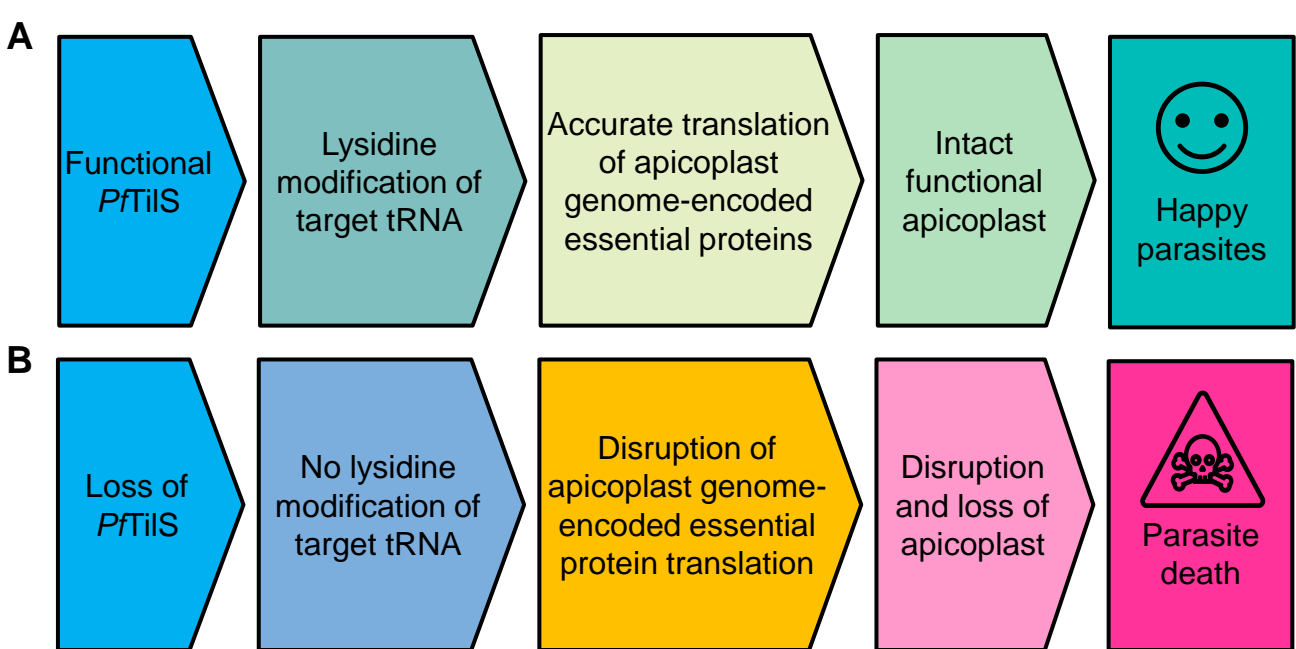 A
Functional
PfTilS
Lysidine
modification of
target tRNA
Accurate translation
of apicoplast
genome-encoded
essential proteins
Intact
functional
apicoplast
Happy
parasites
B
Loss of
PfTilS
No lysidine
modification of
target tRNA
Disruption of
apicoplast genome-
encoded essential
protein translation
Disruption
and loss of
apicoplast
Parasite
death